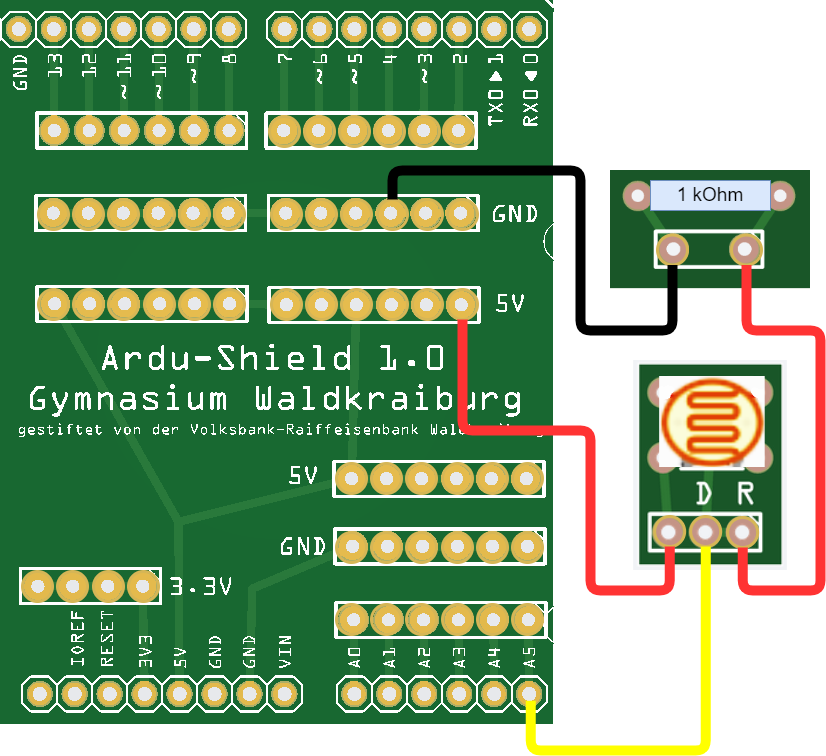 GND 13 12 ~11 ~10 ~9 8 7 ~6 ~5 4 ~3 2 TXO ▲ 1 RXO ▼ 0
1 kOhm
GND
5V
Ardu-Shield 1.0
Gymnasium Waldkraiburg
gestiftet von der Volksbank-Raiffeisenbank
D R
5V
GND
3.3V
IOREF RESET 3V3 5V GND GND VIN A0 A1 A2 A3 A4 A5